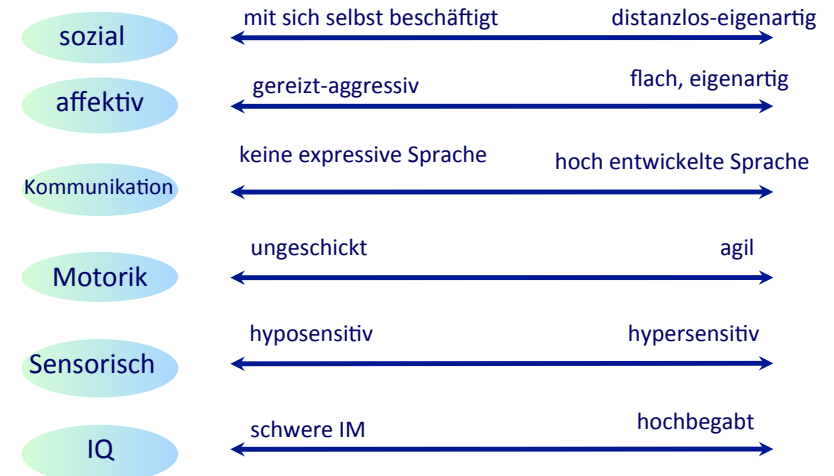 sozial
mit sich selbst beschäftigt
distanzlos-eigenartig
affektiv
gereizt-aggressiv
flach, eigenartig
Kommunikation
keine expressive Sprache
hoch entwickelte Sprache
Motorik
ungeschickt
agil
Sensorisch
hyposensitiv
hypersensitiv
IQ
schwere IM
hochbegabt